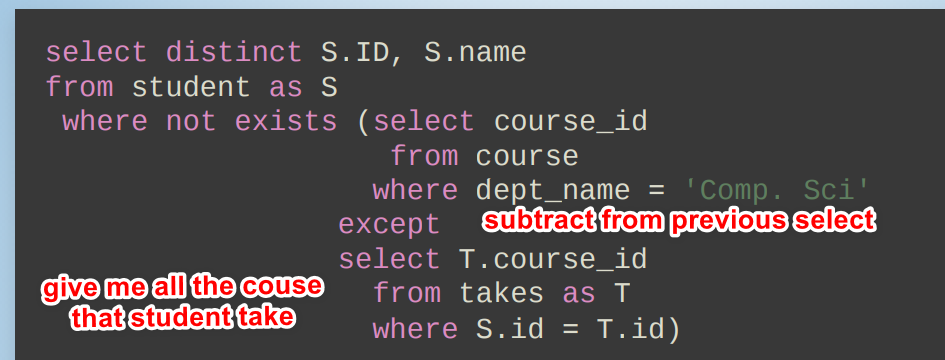 select distinct S.ID, S.name
from student as S
where not exists (select course_id
from course
where dept_name = 'Comp. Sci'
except
subtract from previous select
select T.course_id
from takes as T
where S.id = T.id)
give me all the couse
that student take